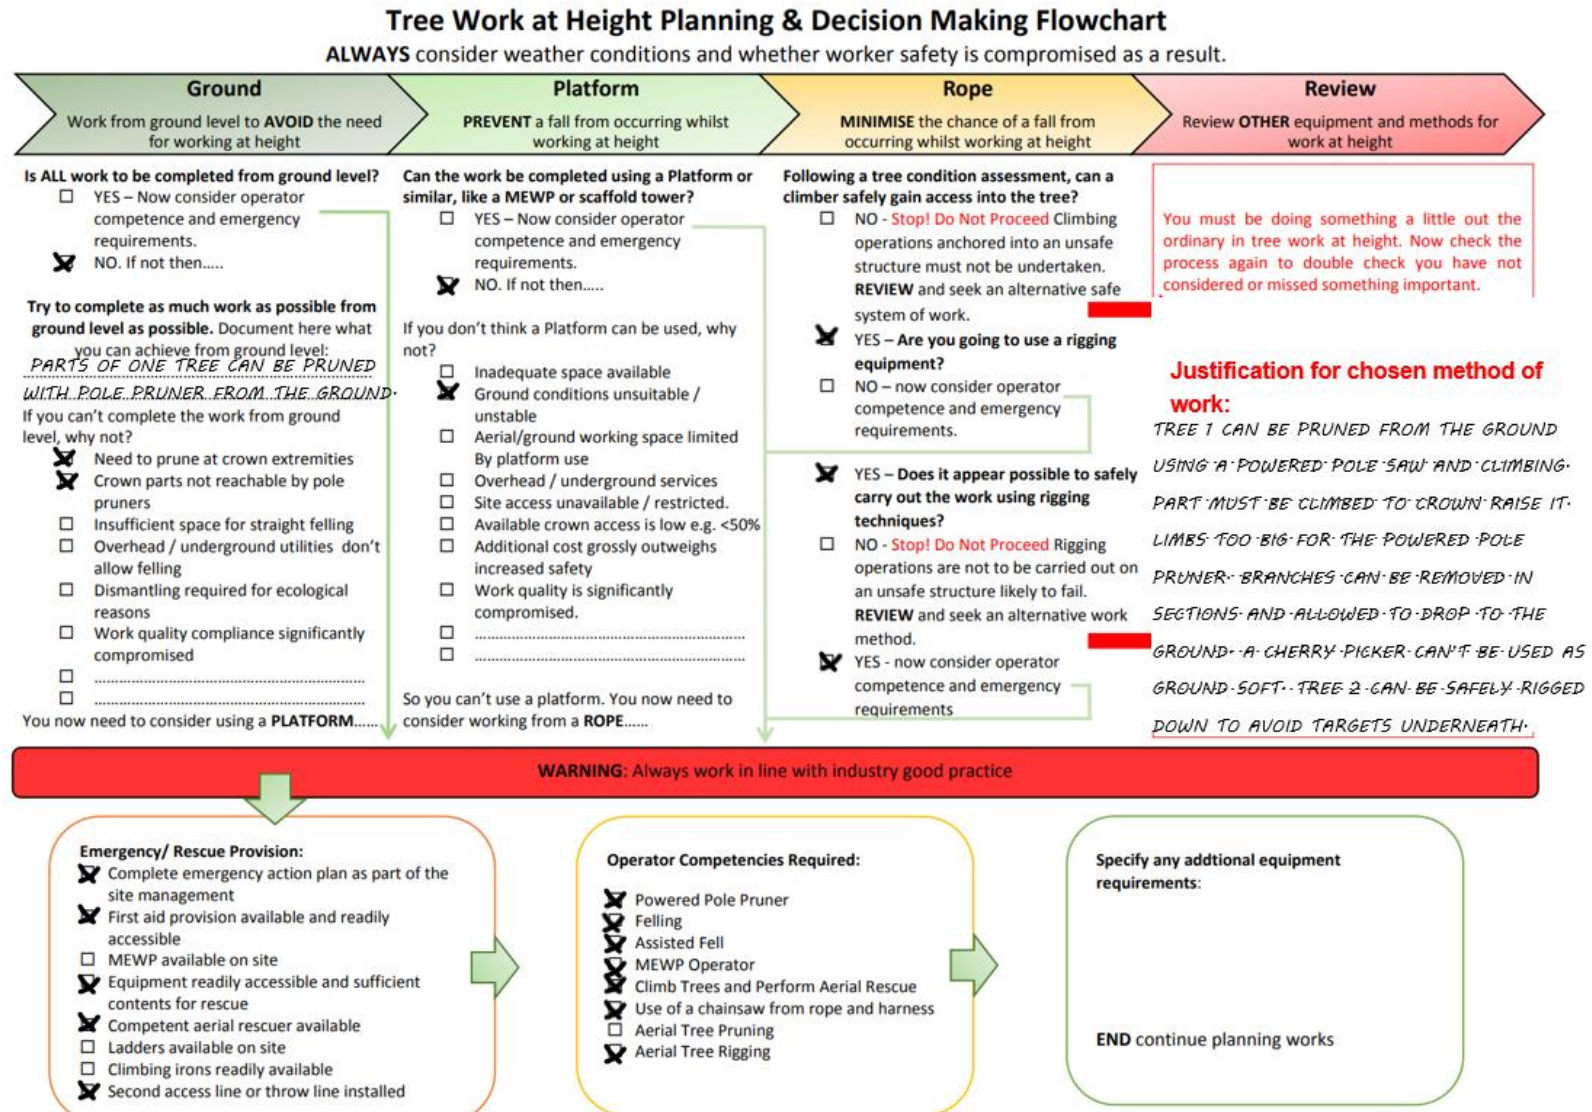 Tree Work at Height Planning & Decision Making Flowchart
ALWAYS consider weather conditions and whether worker safety is compromised as a result.
Ground
Work from ground level to AVOID the need
for working at height
Platform
PREVENT a fall from occurring whilst
working at height
Rope
MINIMISE the chance of a fall from
occurring whilst working at height
Review
Review OTHER equipment and methods for
work at height
Is ALL work to be completed from ground level?
YES – Now consider operator
competence and emergency
requirements.
NO. If not then.....
Try to complete as much work as possible from
ground level as possible. Document here what
you can achieve from ground level:
PARTS OF ONE TREE CAN BE PRUNED
WITH POLE PRUNER FROM THE GROUND.
If you can't complete the work from ground
level, why not?
Need to prune at crown extremities
Crown parts not reachable by pole
pruners
Insufficient space for straight felling
Overhead / underground utilities don't
allow felling
Dismantling required for ecological
reasons
Work quality compliance significantly
compromised
You now need to consider using a PLATFORM......
Can the work be completed using a Platform or
similar, like a MEWP or scaffold tower?
YES – Now consider operator
competence and emergency
requirements.
NO. If not then.....
If you don't think a Platform can be used, why
not?
Inadequate space available
Ground conditions unsuitable /
unstable
Aerial/ground working space limited
By platform use
Overhead / underground services
Site access unavailable / restricted.
Available crown access is low e.g. <50%
Additional cost grossly outweighs
increased safety
Work quality is significantly
compromised.
So you can't use a platform. You now need to
consider working from a ROPE......
Following a tree condition assessment, can a
climber safely gain access into the tree?
NO - Stop! Do Not Proceed Climbing
operations anchored into an unsafe
structure must not be undertaken.
REVIEW and seek an alternative safe
system of work.
YES – Are you going to use a rigging
equipment?
NO – now consider operator
competence and emergency
requirements.
YES – Does it appear possible to safely
carry out the work using rigging
techniques?
NO - Stop! Do Not Proceed Rigging
operations are not to be carried out on
an unsafe structure likely to fail.
REVIEW and seek an alternative work
method.
YES - now consider operator
competence and emergency
requirements
You must be doing something a little out the
ordinary in tree work at height. Now check the
process again to double check you have not
considered or missed something important.
Justification for chosen method of
work:
TREE 1 CAN BE PRUNED FROM THE GROUND
USING A POWERED POLE SAW AND CLIMBING.
PART MUST BE CLIMBED TO CROWN RAISE IT.
LIMBS TOO BIG FOR THE POWERED POLE
PRUNER. BRANCHES CAN BE REMOVED IN
SECTIONS AND ALLOWED TO DROP TO THE
GROUND. A CHERRY PICKER CAN'T BE USED AS
GROUND SOFT. TREE 2 CAN BE SAFELY RIGGED
DOWN TO AVOID TARGETS UNDERNEATH.
WARNING: Always work in line with industry good practice
Emergency/ Rescue Provision:
Complete emergency action plan as part of the
site management
First aid provision available and readily
accessible
MEWP available on site
Equipment readily accessible and sufficient
contents for rescue
Competent aerial rescuer available
Ladders available on site
Climbing irons readily available
Second access line or throw line installed
Operator Competencies Required:
Powered Pole Pruner
Felling
Assisted Fell
MEWP Operator
Climb Trees and Perform Aerial Rescue
Use of a chainsaw from rope and harness
Aerial Tree Pruning
Aerial Tree Rigging
Specify any addtional equipment
requirements:
END continue planning works